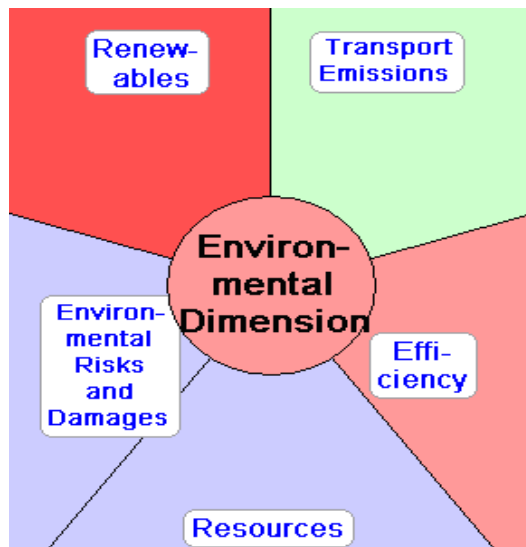 Renew-
ables
Transport
Emissions
Environ-
mental
Dimension
Environ-
mental
Risks
and
Damages
Effi-
ciency
Resources